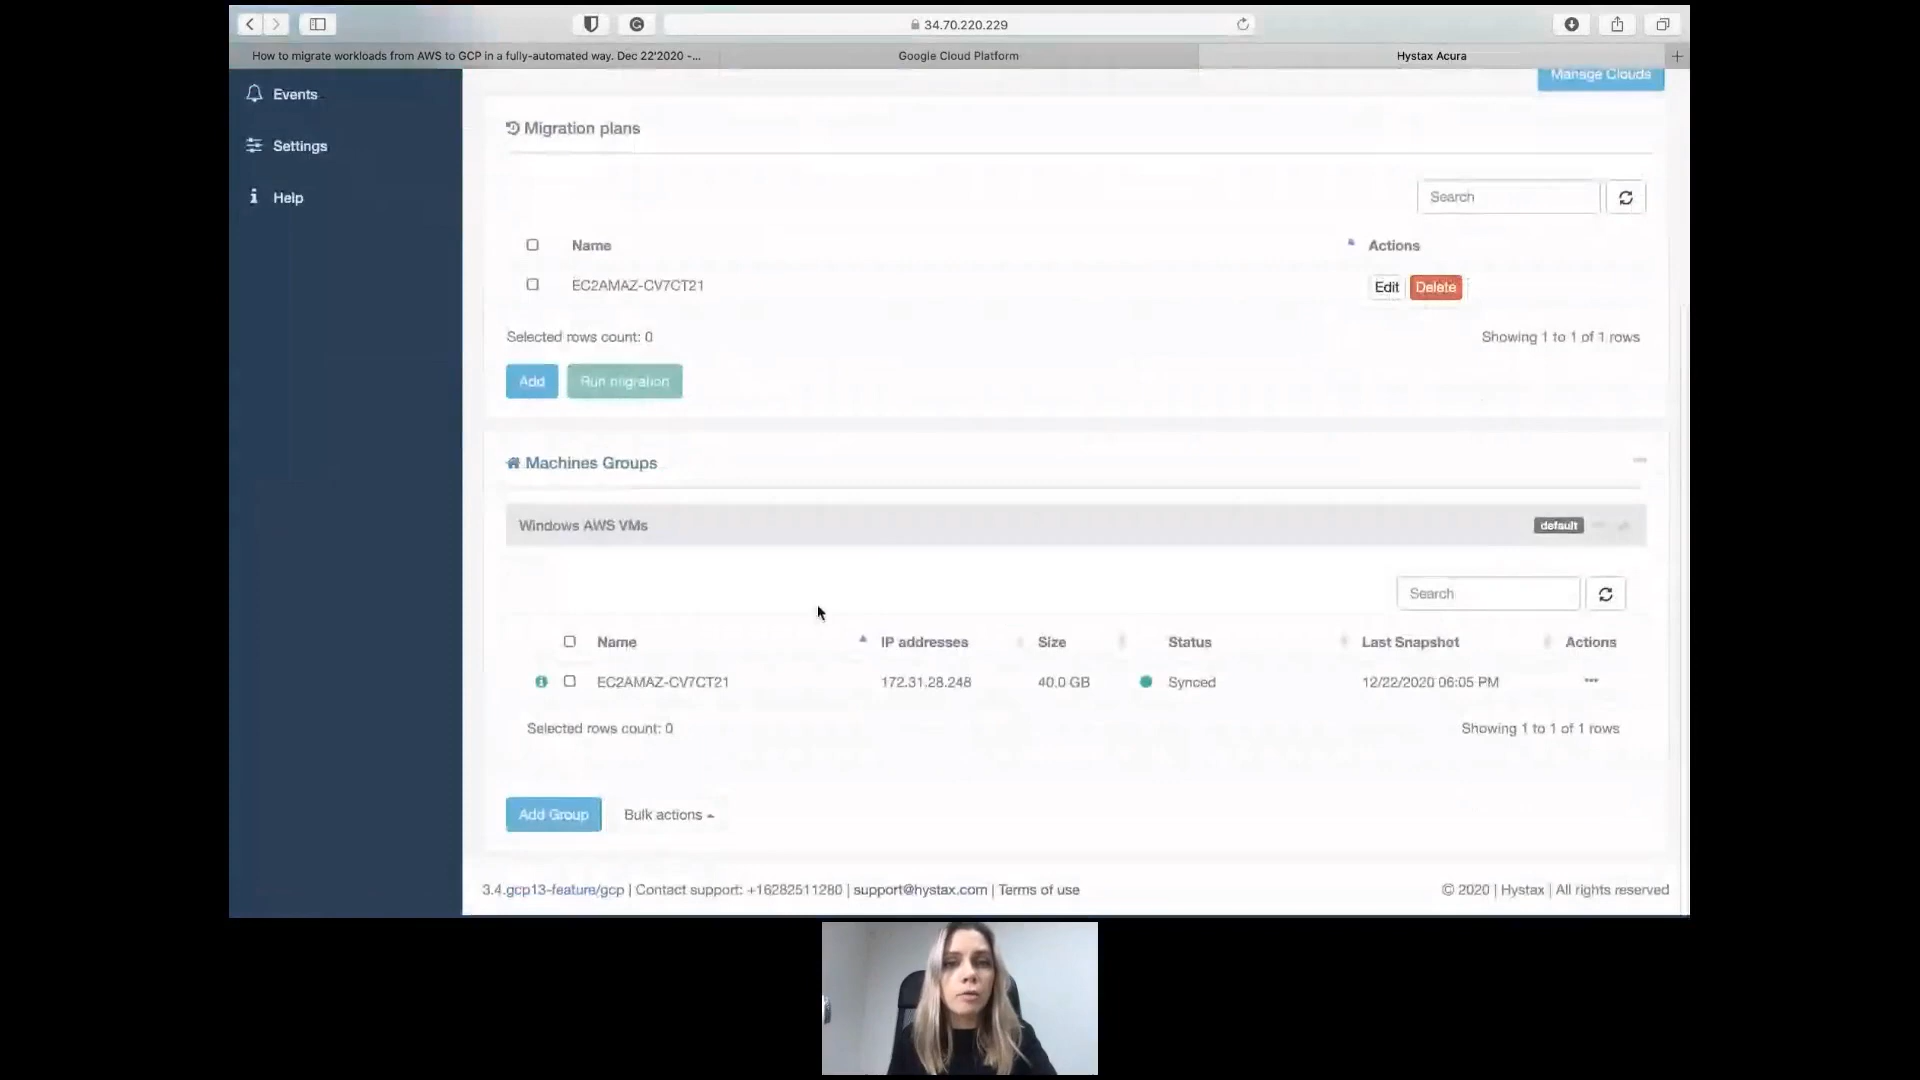 34.70.220.229
How to migrate workloads from AWS to GCP in a fully-automated way. Dec 22'2020 -...
Google Cloud Platform
Hystax Acura
Events
Settings
Help
Manage Clouds
Migration plans
Search
Name
Actions
EC2AMAZ-CV7CT21
Edit
Delete
Selected rows count: 0
Showing 1 to 1 of 1 rows
Add
Run migration
Machines Groups
Windows AWS VMs
default
Search
Name
IP addresses
Size
Status
Last Snapshot
Actions
EC2AMAZ-CV7CT21
172.31.28.248
40.0 GB
Synced
12/22/2020 06:05 PM
Selected rows count: 0
Showing 1 to 1 of 1 rows
Add Group
Bulk actions
3.4.gcp13-feature/gcp | Contact support: +16282511280 | support@hystax.com | Terms of use
© 2020 | Hystax | All rights reserved